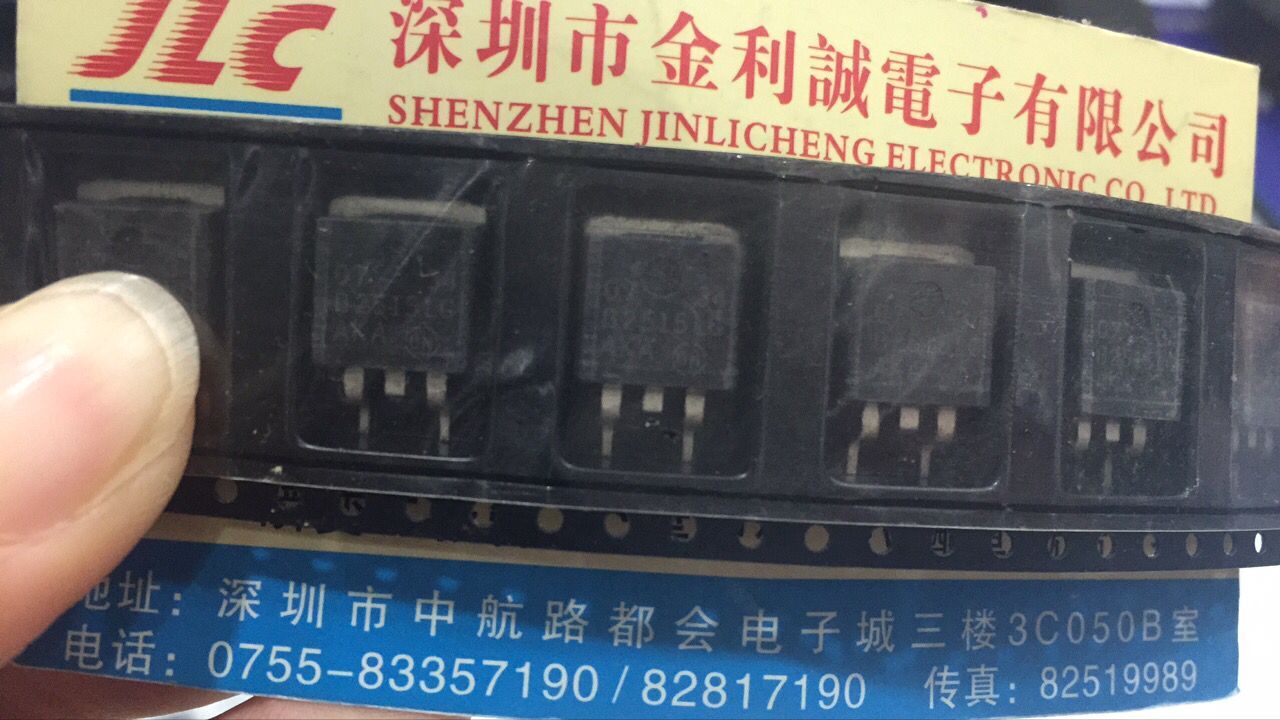 JLC
深圳市金利誠電子有限公司
SHENZHEN JINLICHENG ELECTRONIC CO., LTD
B2515LG
AKA
地址：深圳市中航路都会电子城三楼3C050B室
电话：0755-83357190/82817190 传真：82519989